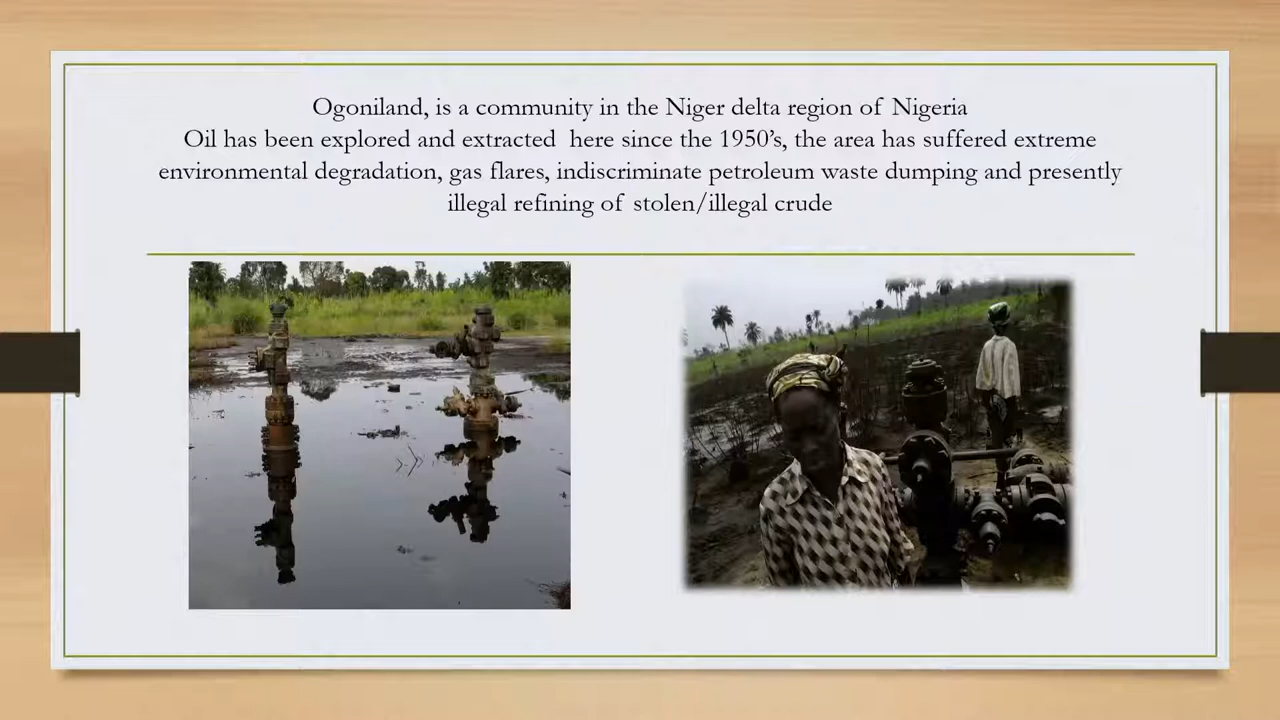 Ogoniland, is a community in the Niger delta region of Nigeria
Oil has been explored and extracted  here since the 1950’s, the area has suffered extreme
environmental degradation, gas flares, indiscriminate petroleum waste dumping and presently
illegal refining of stolen/illegal crude